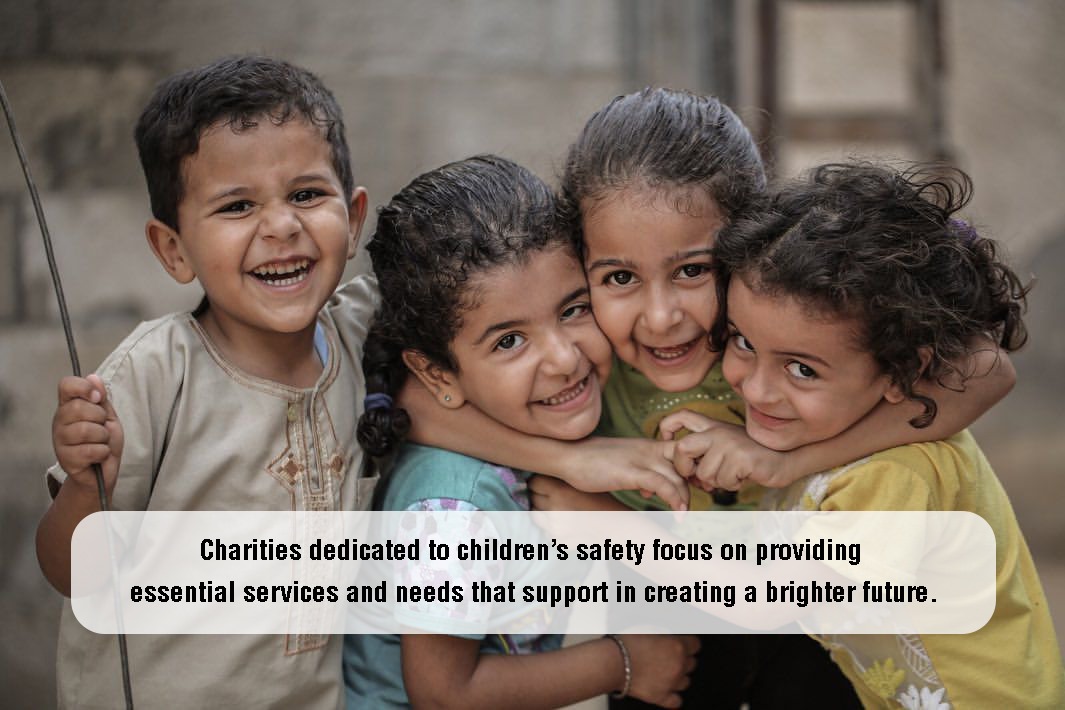 Charities dedicated to children’s safety focus on providing
essential services and needs that support in creating a brighter future.